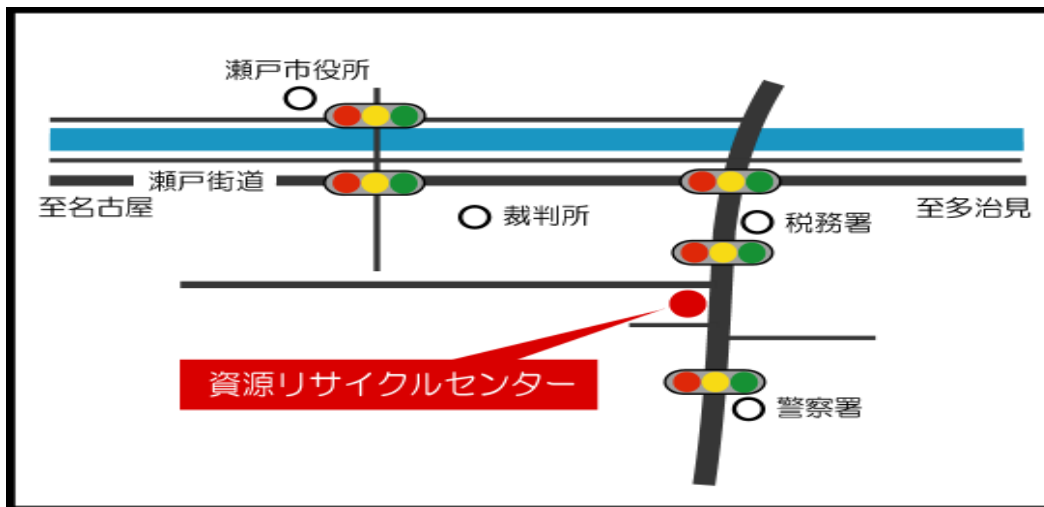 瀬戸市役所
瀬戸街道
至名古屋
裁判所
税務署
至多治見
資源リサイクルセンター
警察署